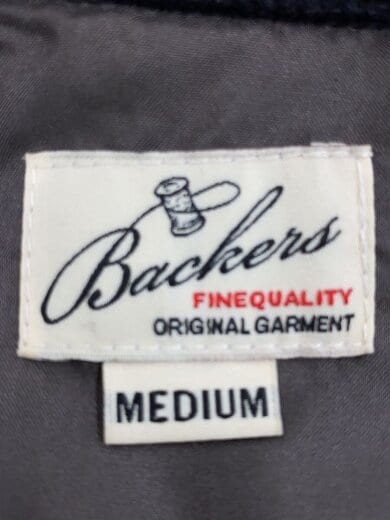 Backers
FINEQUALITY
ORIGINAL GARMENT
MEDIUM